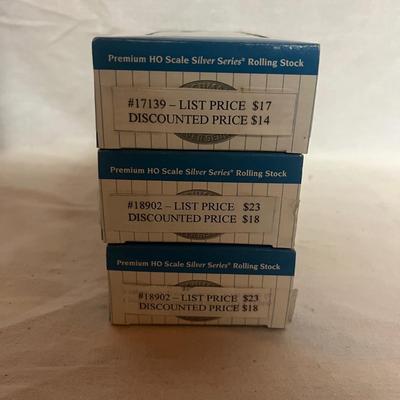 Premium HO Scale Silver Series® Rolling Stock
#17139 – LIST PRICE $17
DISCOUNTED PRICE $14
Premium HO Scale Silver Series® Rolling Stock
#18902 – LIST PRICE $23
DISCOUNTED PRICE $18
Premium HO Scale Silver Series® Rolling Stock
#18902 – LIST PRICE $23
DISCOUNTED PRICE $18